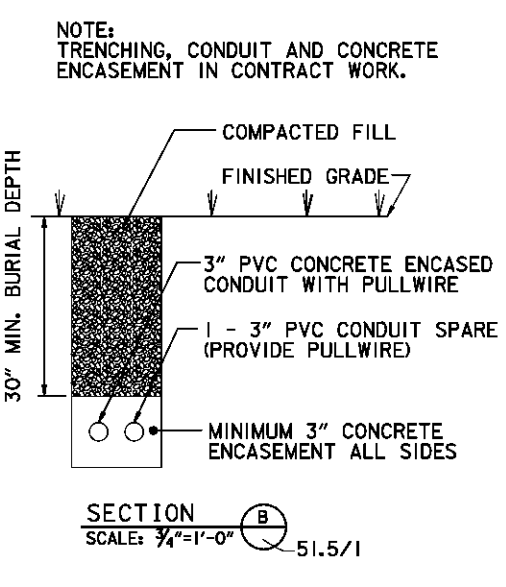 NOTE:
TRENCHING, CONDUIT AND CONCRETE
ENCASEMENT IN CONTRACT WORK.
COMPACTED FILL
FINISHED GRADE
30" MIN. BURIAL DEPTH
3" PVC CONCRETE ENCASED
CONDUIT WITH PULLWIRE
1 - 3" PVC CONDUIT SPARE
(PROVIDE PULLWIRE)
MINIMUM 3" CONCRETE
ENCASEMENT ALL SIDES
SECTION
B
SCALE: 3/4"=1'-0"
51.5/1